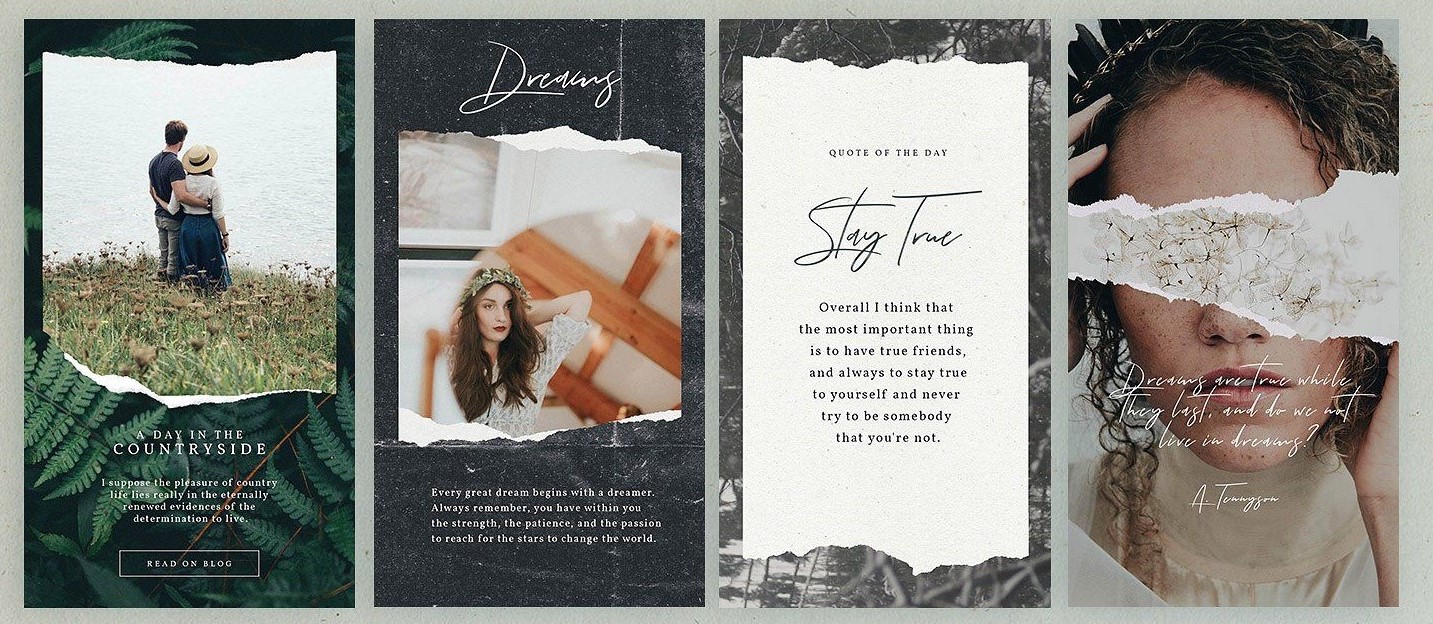 A DAY IN THE
COUNTRYSIDE
I suppose the pleasure of country
life lies really in the eternally
renewed evidences of the
determination to live.
READ ON BLOG
Dreams
Every great dream begins with a dreamer.
Always remember, you have within you
the strength, the patience, and the passion
to reach for the stars to change the world.
QUOTE OF THE DAY
Stay True
Overall I think that
the most important thing
is to have true friends,
and always to stay true
to yourself and never
try to be somebody
that you're not.
Dreams are true while
they last, and do we not
live in dreams?
A. Tennyson